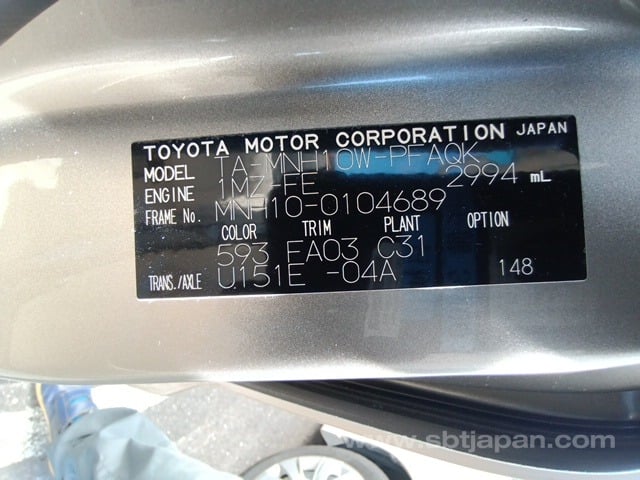 TOYOTA MOTOR CORPORATION JAPAN
MODEL TA-MNH10W-PFAQK
ENGINE 1MZ-FE 2994 mL
FRAME No. MNH10-0104689
COLOR TRIM PLANT OPTION
593 EA03 C31
TRANS./AXLE U151E -04A 148
www.sbtjapan.com